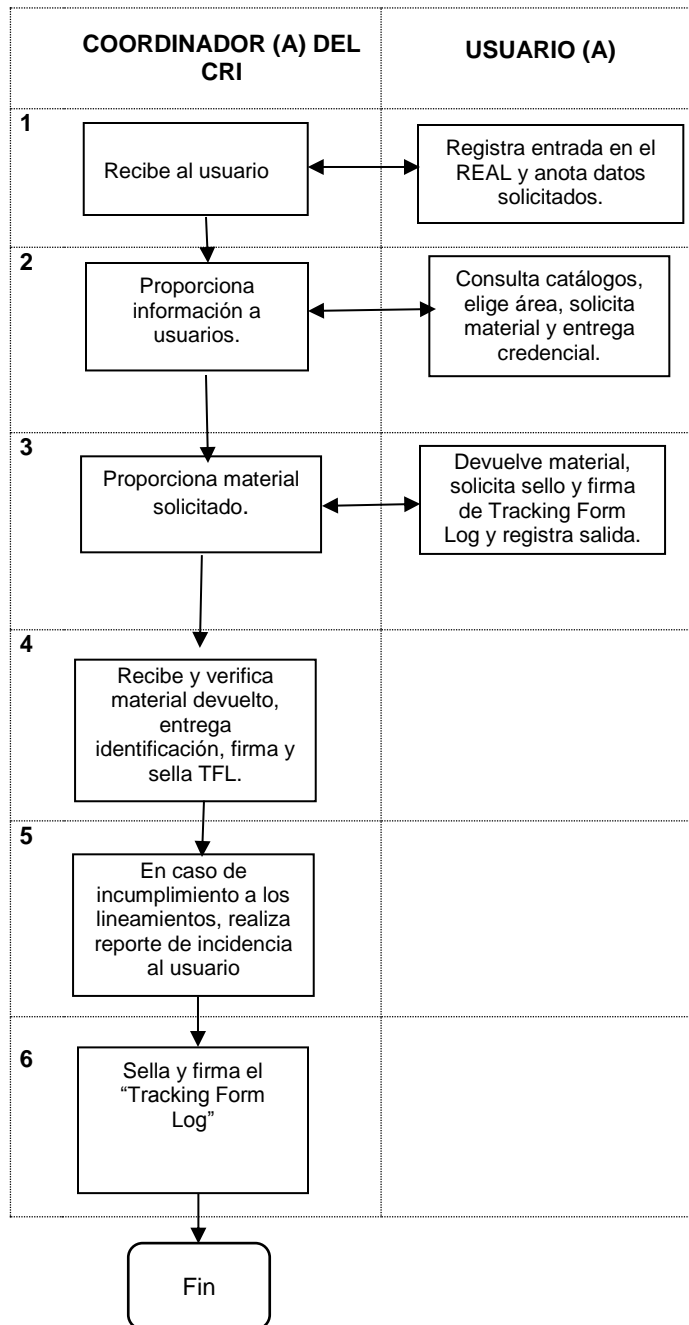 COORDINADOR (A) DEL
CRI
USUARIO (A)
1
Recibe al usuario
Registra entrada en el
REAL y anota datos
solicitados.
2
Proporciona
información a
usuarios.
Consulta catálogos,
elige área, solicita
material y entrega
credencial.
3
Proporciona material
solicitado.
Devuelve material,
solicita sello y firma
de Tracking Form
Log y registra salida.
4
Recibe y verifica
material devuelto,
entrega
identificación, firma y
sella TFL.
5
En caso de
incumplimiento a los
lineamientos, realiza
reporte de incidencia
al usuario
6
Sella y firma el
“Tracking Form
Log”
Fin